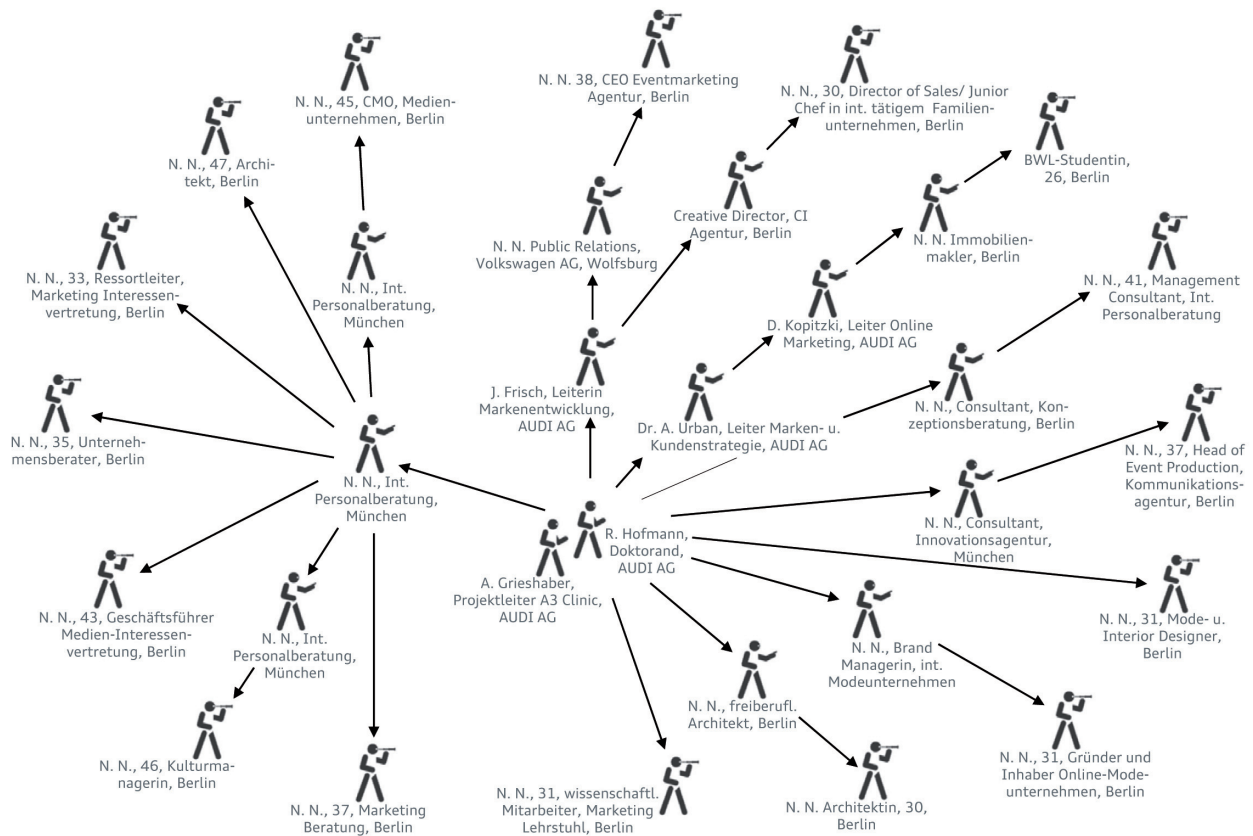 N. N. 38, CEO Eventmarketing
Agentur, Berlin
N. N., 30, Director of Sales/ Junior
Chef in int. tätigem Familien-
unternehmen, Berlin
N. N., 45, CMO, Medien-
unternehmen, Berlin
N. N., 47, Archi-
tekt, Berlin
BWL-Studentin,
26, Berlin
Creative Director, CI
Agentur, Berlin
N. N. Public Relations,
Volkswagen AG, Wolfsburg
N. N. Immobilien-
makler, Berlin
N. N., 33, Ressortleiter,
Marketing Interessen-
vertretung, Berlin
N. N., Int.
Personalberatung,
München
N. N., 41, Management
Consultant, Int.
Personalberatung
D. Kopitzki, Leiter Online
Marketing, AUDI AG
J. Frisch, Leiterin
Markenentwicklung,
AUDI AG
Dr. A. Urban, Leiter Marken- u.
Kundenstrategie, AUDI AG
N. N., Consultant, Kon-
zeptionsberatung, Berlin
N. N., 35, Unterneh-
mensberater, Berlin
N. N., 37, Head of
Event Production,
Kommunikations-
agentur, Berlin
N. N., Int.
Personalberatung,
München
R. Hofmann,
Doktorand,
AUDI AG
N. N., Consultant,
Innovationsagentur,
München
A. Grieshaber,
Projektleiter A3 Clinic,
AUDI AG
N. N., 43, Geschäftsführer
Medien-Interessen-
vertretung, Berlin
N. N., Int.
Personalberatung,
München
N. N., 31, Mode- u.
Interior Designer,
Berlin
N. N., Brand
Managerin, int.
Modeunternehmen
N. N., freiberufl.
Architekt, Berlin
N. N., 46, Kulturma-
nagerin, Berlin
N. N., 31, Gründer und
Inhaber Online-Mode-
unternehmen, Berlin
N. N., 37, Marketing
Beratung, Berlin
N. N., 31, wissenschaftl.
Mitarbeiter, Marketing
Lehrstuhl, Berlin
N. N. Architektin, 30,
Berlin